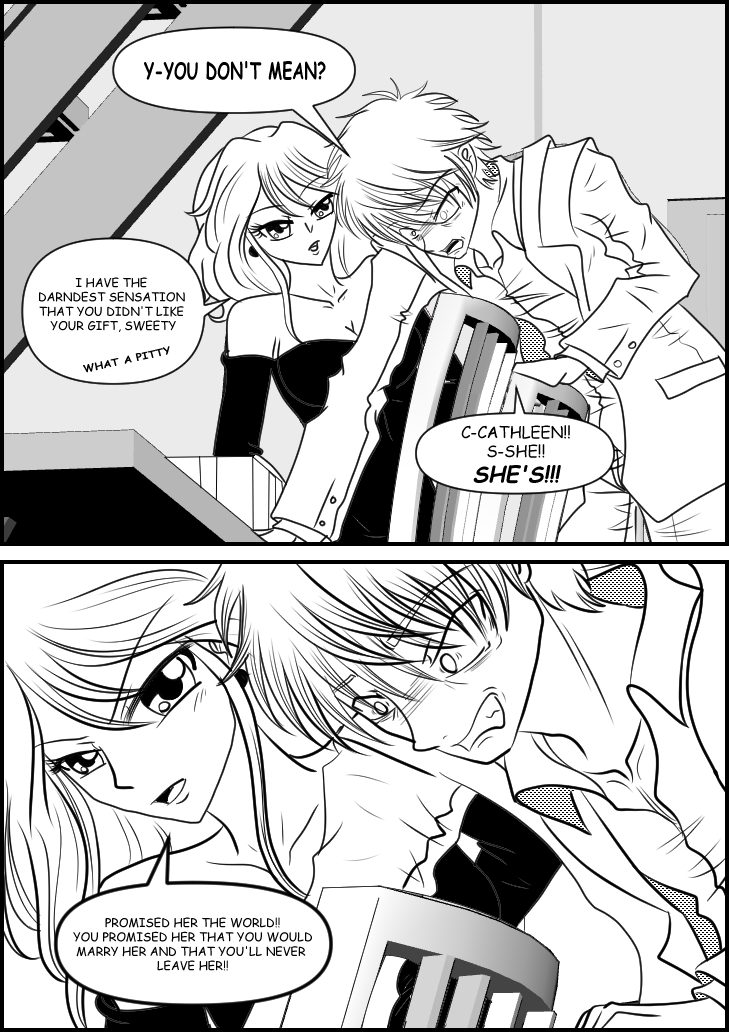 Y-YOU DON'T MEAN?
I HAVE THE
DARNDEST SENSATION
THAT YOU DIDN'T LIKE
YOUR GIFT, SWEETY
WHAT A PITTY
C-CATHLEEN!!
S-SHE!!
SHE'S!!!
PROMISED HER THE WORLD!!
YOU PROMISED HER THAT YOU WOULD
MARRY HER AND THAT YOU'LL NEVER
LEAVE HER!!